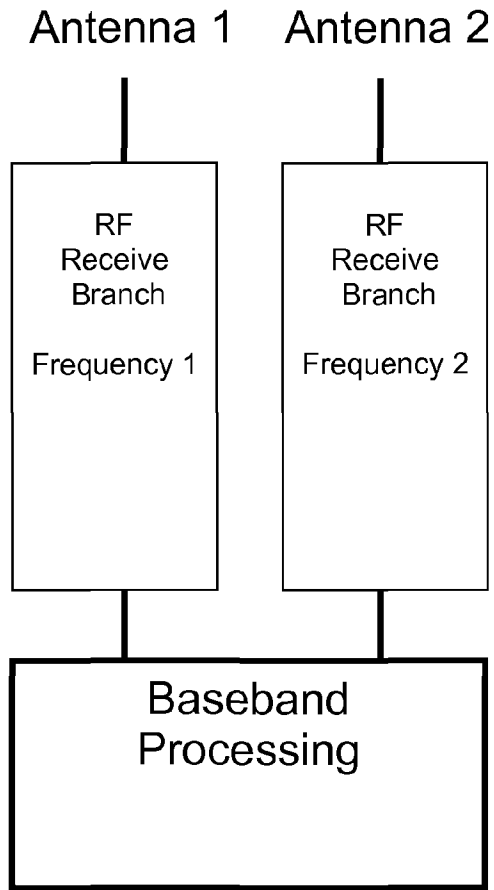 Antenna 1
Antenna 2
RF
Receive
Branch
Frequency 1
RF
Receive
Branch
Frequency 2
Baseband
Processing